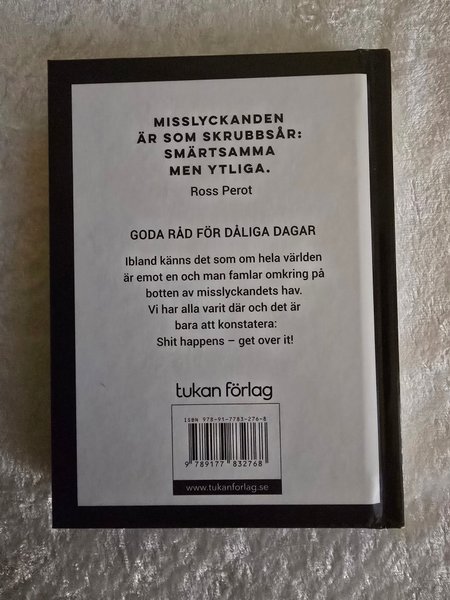 MISSLYCKANDEN
ÄR SOM SKRUBBSÅR:
SMÄRTSAMMA
MEN YTLIGA.
Ross Perot
GODA RÅD FÖR DÅLIGA DAGAR
Ibland känns det som om hela världen
är emot en och man famlar omkring på
botten av misslyckandets hav.
Vi har alla varit där och det är
bara att konstatera:
Shit happens – get over it!
tukan förlag
ISBN 978-91-7783-276-8
9 789177 832768
www.tukanforlag.se